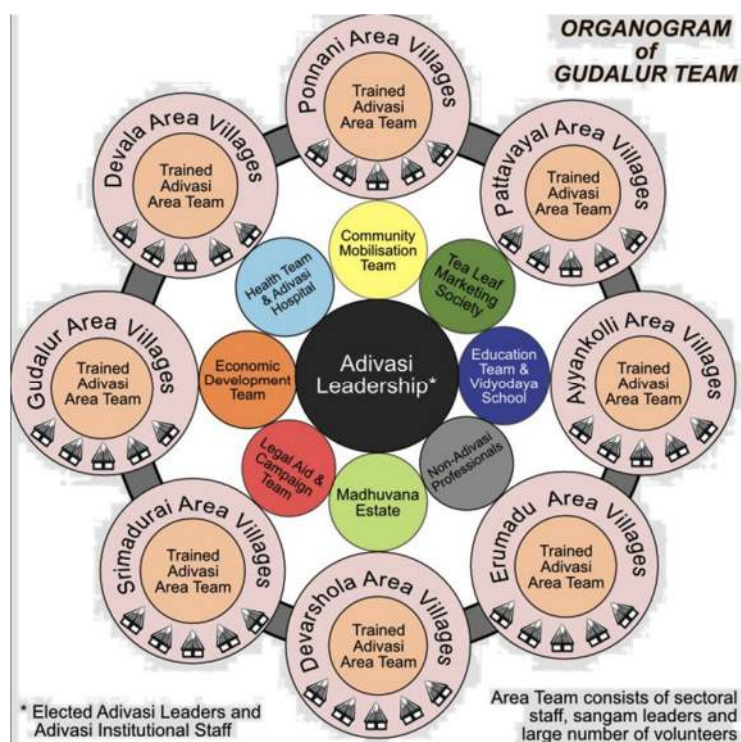 ORGANOGRAM
of
GUDALUR TEAM
Ponnani Area Villages
Trained
Adivasi
Area Team
Devala Area Villages
Trained
Adivasi
Area Team
Pattavayal Area Villages
Trained
Adivasi
Area Team
Community
Mobilisation
Team
Health Team
& Adivasi
Hospital
Tea Leaf
Marketing
Society
Gudalur Area Villages
Trained
Adivasi
Area Team
Economic
Development
Team
Adivasi
Leadership*
Education
Team &
Vidyodaya
School
Ayyankolli Area Villages
Trained
Adivasi
Area Team
Legal Aid &
Campaign
Team
Madhuvana
Estate
Non-Adivasi
Professionals
Srimadurai Area Villages
Trained
Adivasi
Area Team
Erumadu Area Villages
Trained
Adivasi
Area Team
Devarshola Area Villages
Trained
Adivasi
Area Team
* Elected Adivasi Leaders and
Adivasi Institutional Staff
Area Team consists of sectoral
staff, sangam leaders and
large number of volunteers